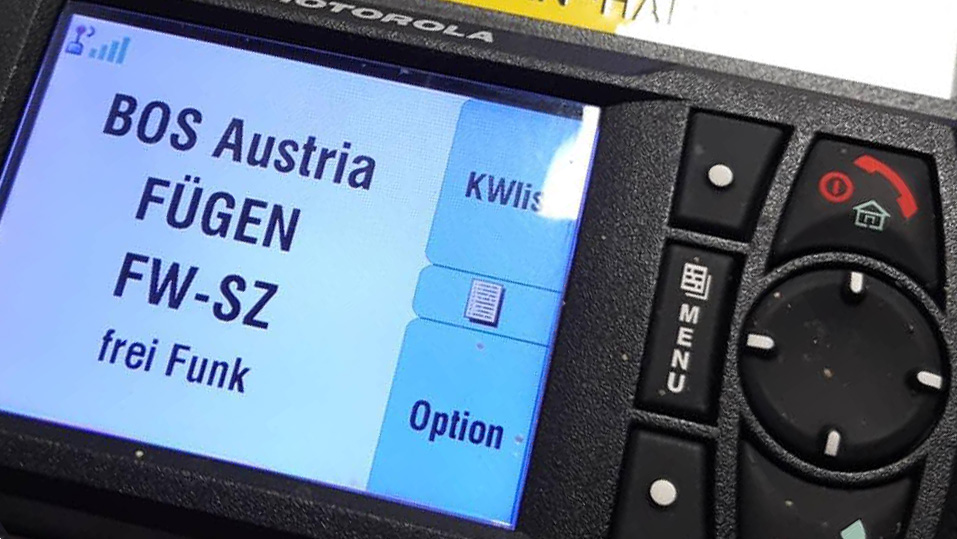 MOTOROLA
BOS Austria
FÜGEN
FW-SZ
frei Funk
KWlis
Option
MENU